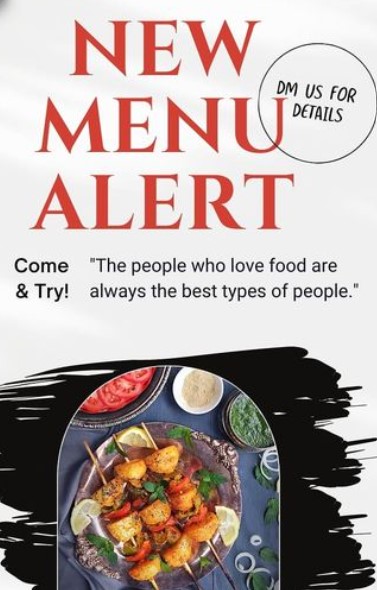 NEW
MENU
ALERT
DM US FOR
DETAILS
Come
& Try!
"The people who love food are
always the best types of people."